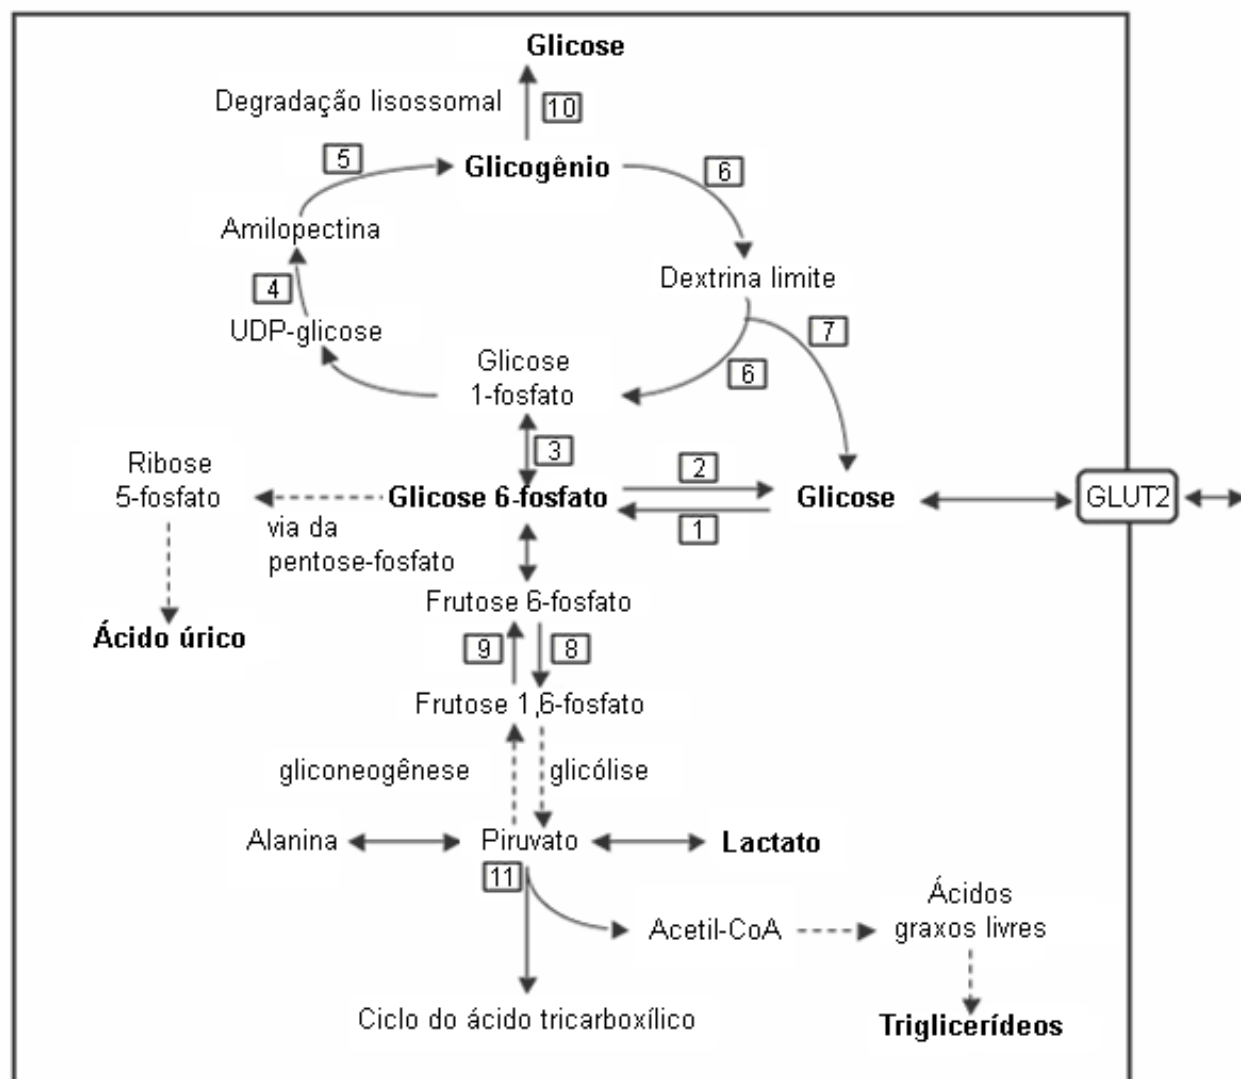 Glicose
Degradação lisossomal
10
5
Glicogênio
6
Amilopectina
4
Dextrina limite
UDP-glicose
7
Glicose
1-fosfato
6
3
Ribose
5-fosfato
2
Glicose 6-fosfato
Glicose
GLUT2
1
via da
pentose-fosfato
Frutose 6-fosfato
Ácido úrico
9
8
Frutose 1,6-fosfato
gliconeogênese
glicólise
Alanina
Piruvato
Lactato
11
Acetil-CoA
Ácidos
graxos livres
Ciclo do ácido tricarboxílico
Triglicerídeos